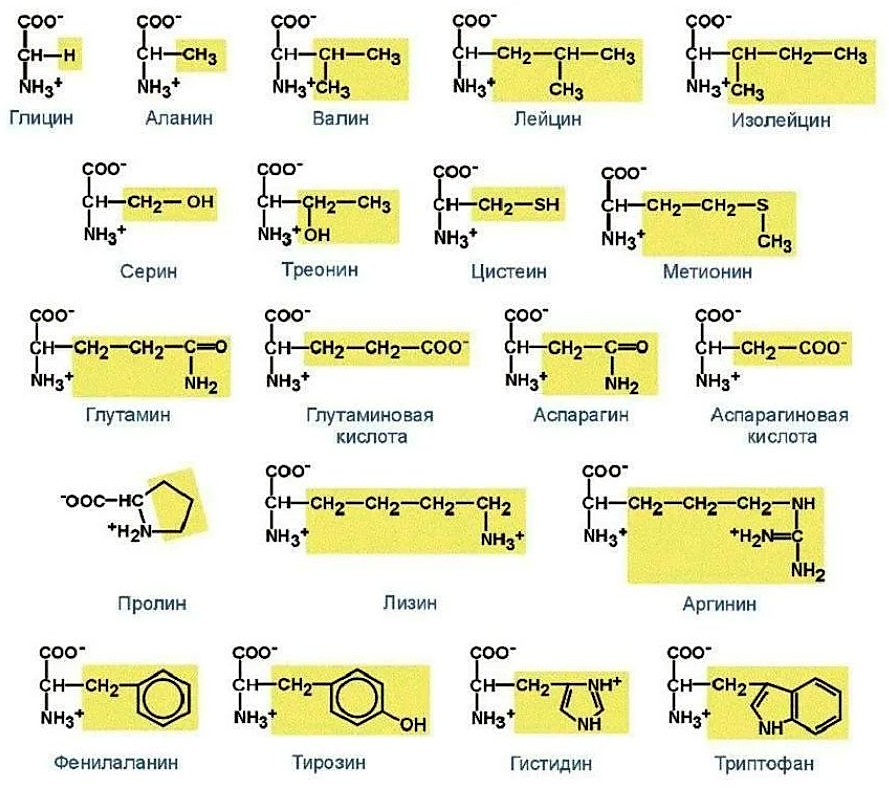 COO⁻ COO⁻ COO⁻ COO⁻ COO⁻
CH—H CH—CH₃ CH—CH—CH₃ CH—CH₂—CH—CH₃ CH—CH—CH₂—CH₃
NH₃⁺ NH₃⁺ NH₃⁺ CH₃ NH₃⁺ CH₃ NH₃⁺ CH₃
Глицин Аланин Валин Лейцин Изолейцин
COO⁻ COO⁻ COO⁻ COO⁻
CH—CH₂—OH CH—CH₂—CH₃ CH—CH₂—SH CH—CH₂—CH₂—S
NH₃⁺ NH₃⁺ OH NH₃⁺ NH₃⁺ CH₃
Серин Треонин Цистеин Метионин
COO⁻ COO⁻ COO⁻ COO⁻
CH—CH₂—CH₂—C=O CH—CH₂—CH₂—COO⁻ CH—CH₂—C=O CH—CH₂—COO⁻
NH₃⁺ NH₂ NH₃⁺ NH₃⁺ NH₂ NH₃⁺
Глутамин Глутаминовая кислота Аспарагин Аспарагиновая кислота
COO⁻ COO⁻
⁻OOC—HC CH—CH₂—CH₂—CH₂—CH₂ CH—CH₂—CH₂—CH₂—NH
⁺H₂N NH₃⁺ NH₃⁺ NH₃⁺ ⁺H₂N=C
NH₂
Пролин Лизин Аргинин
COO⁻ COO⁻ COO⁻ COO⁻
CH—CH₂ CH—CH₂ CH—CH₂ NH⁺ CH—CH₂
NH₃⁺ NH₃⁺ OH NH₃⁺ NH NH₃⁺ NH
Фенилаланин Тирозин Гистидин Триптофан